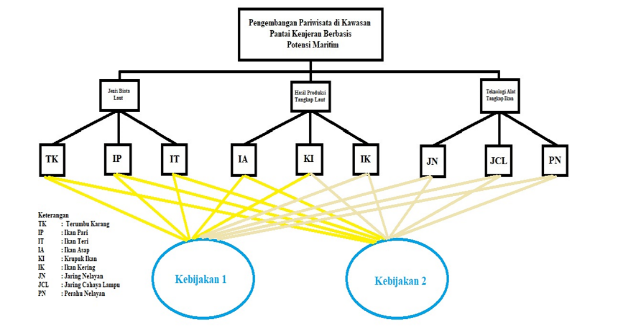 Pengembangan Pariwisata di Kawasan
Pantai Kenjeran Berbasis
Potensi Maritim
Jenis Biota
Laut
Hasil Produksi
Tangkap Laut
Teknologi Alat
Tangkap Ikan
TK
IP
IT
IA
KI
IK
JN
JCL
PN
Keterangan
TK : Terumbu Karang
IP : Ikan Pari
IT : Ikan Teri
IA : Ikan Asap
KI : Krupuk Ikan
IK : Ikan Kering
JN : Jaring Nelayan
JCL : Jaring Cahaya Lampu
PN : Perahu Nelayan
Kebijakan 1
Kebijakan 2